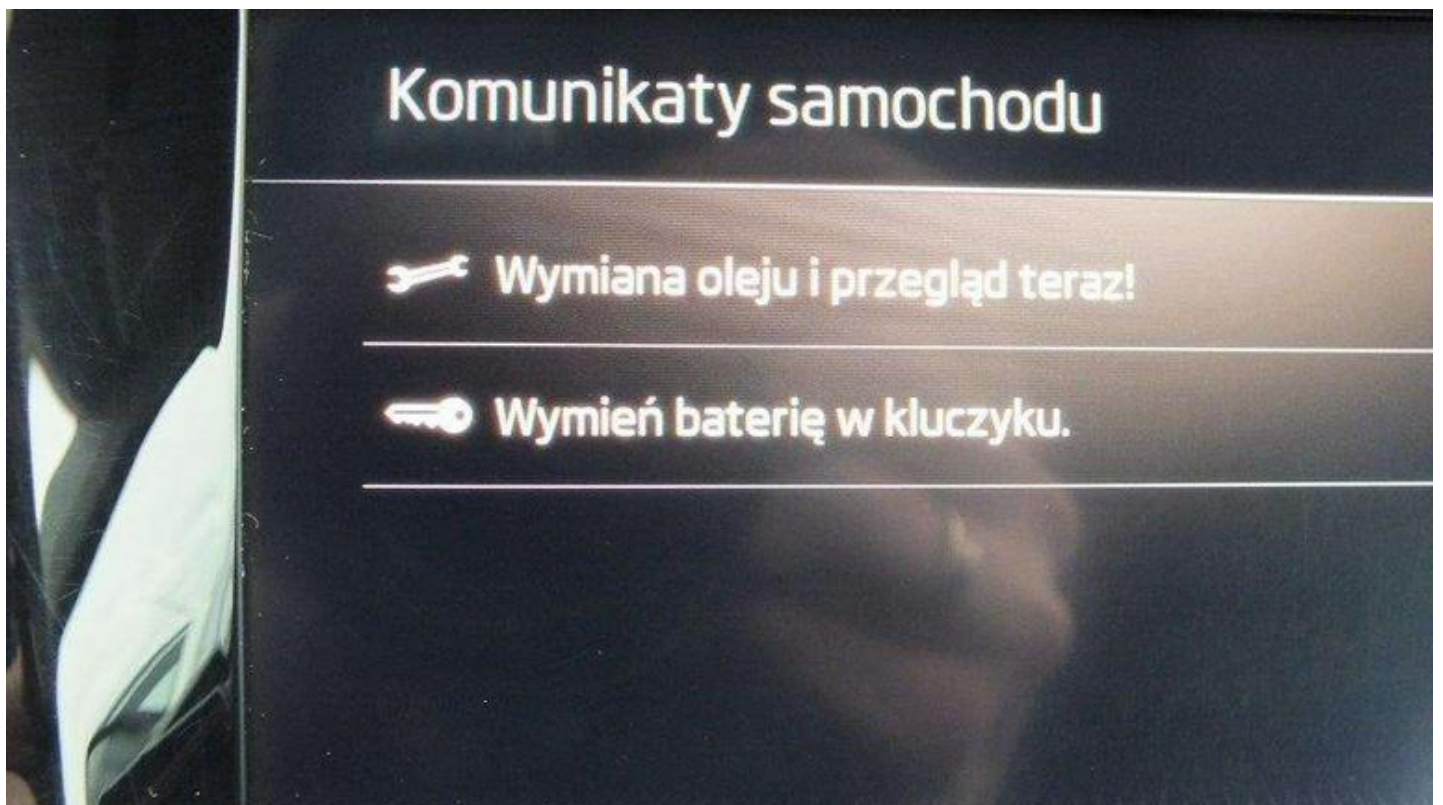 Komunikaty samochodu
Wymiana oleju i przegląd teraz!
Wymień baterię w kluczyku.